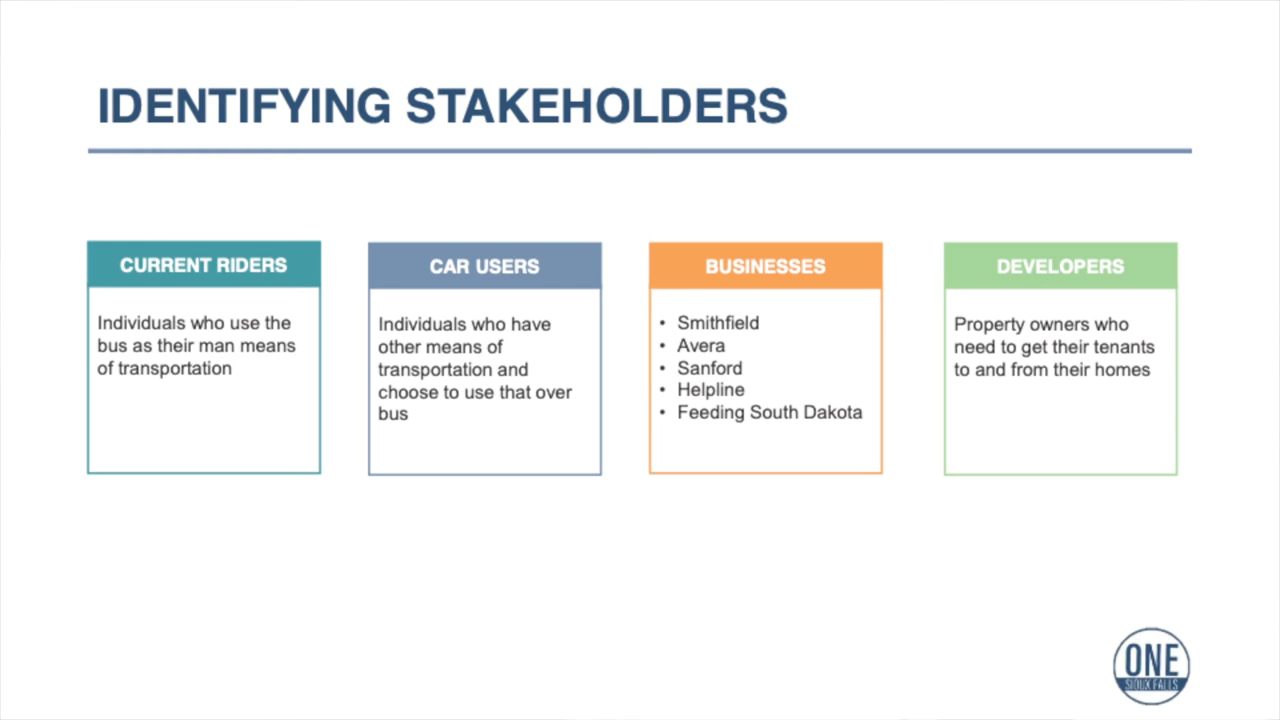 IDENTIFYING STAKEHOLDERS
CURRENT RIDERS
Individuals who use the
bus as their man means
of transportation
CAR USERS
Individuals who have
other means of
transportation and
choose to use that over
bus
BUSINESSES
• Smithfield
• Avera
• Sanford
• Helpline
• Feeding South Dakota
DEVELOPERS
Property owners who
need to get their tenants
to and from their homes
ONE
SIOUX FALLS